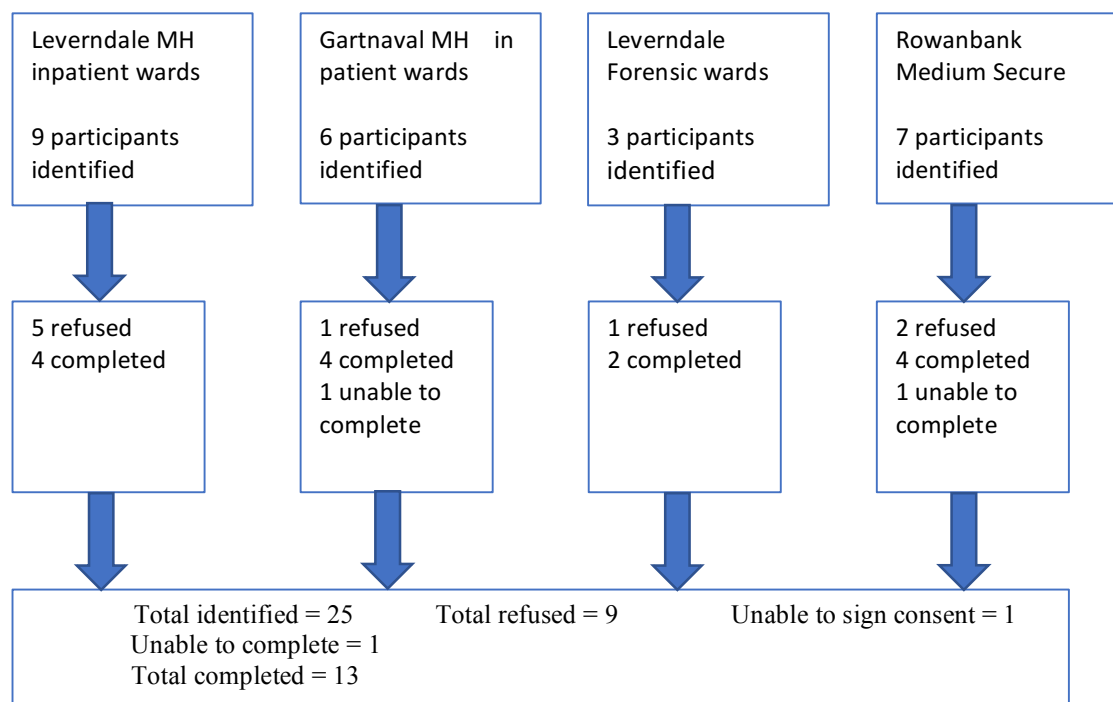 Leverndale MH
inpatient wards
9 participants
identified
Gartnaval MH in
patient wards
6 participants
identified
Leverndale
Forensic wards
3 participants
identified
Rowanbank
Medium Secure
7 participants
identified
5 refused
4 completed
1 refused
4 completed
1 unable to
complete
1 refused
2 completed
2 refused
4 completed
1 unable to
complete
Total identified = 25 Total refused = 9 Unable to sign consent = 1
Unable to complete = 1
Total completed = 13